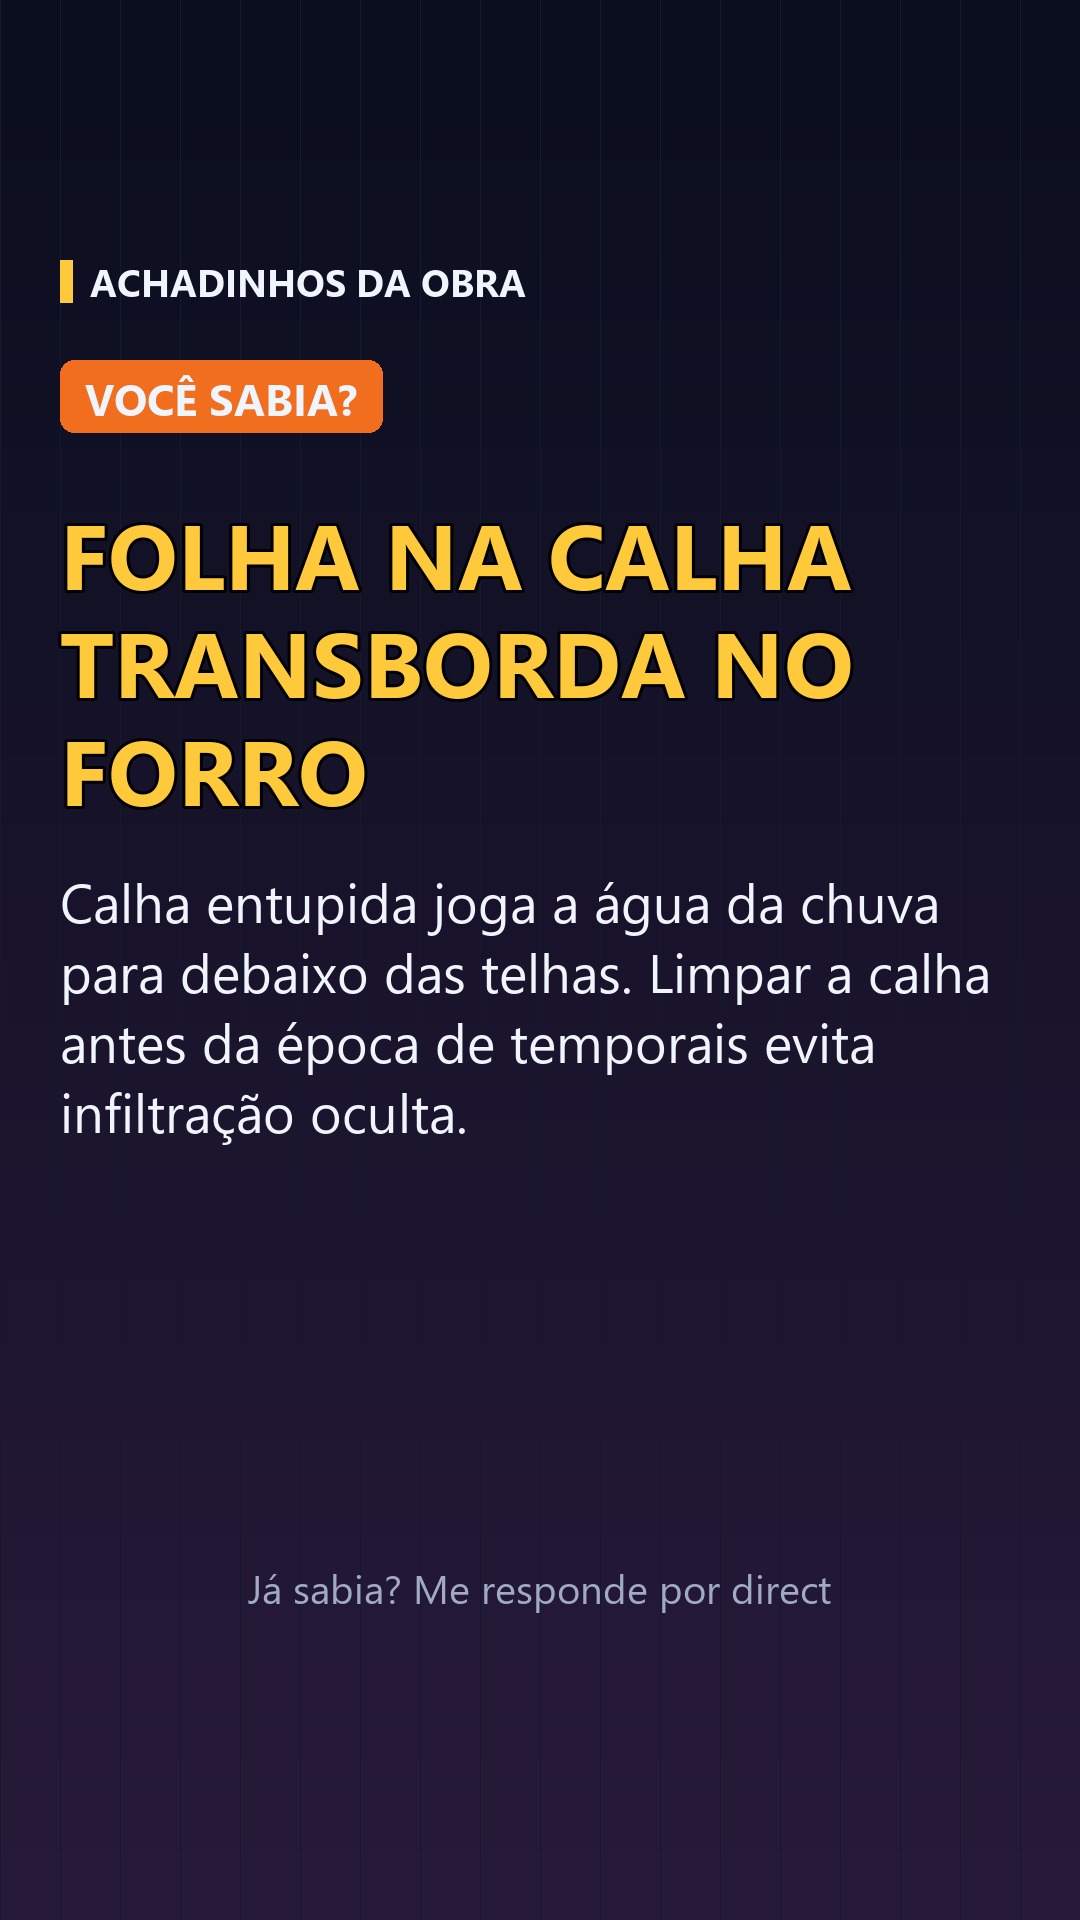 ACHADINHOS DA OBRA
VOCÊ SABIA?
FOLHA NA CALHA
TRANSBORDA NO
FORRO
Calha entupida joga a água da chuva
para debaixo das telhas. Limpar a calha
antes da época de temporais evita
infiltração oculta.
Já sabia? Me responde por direct